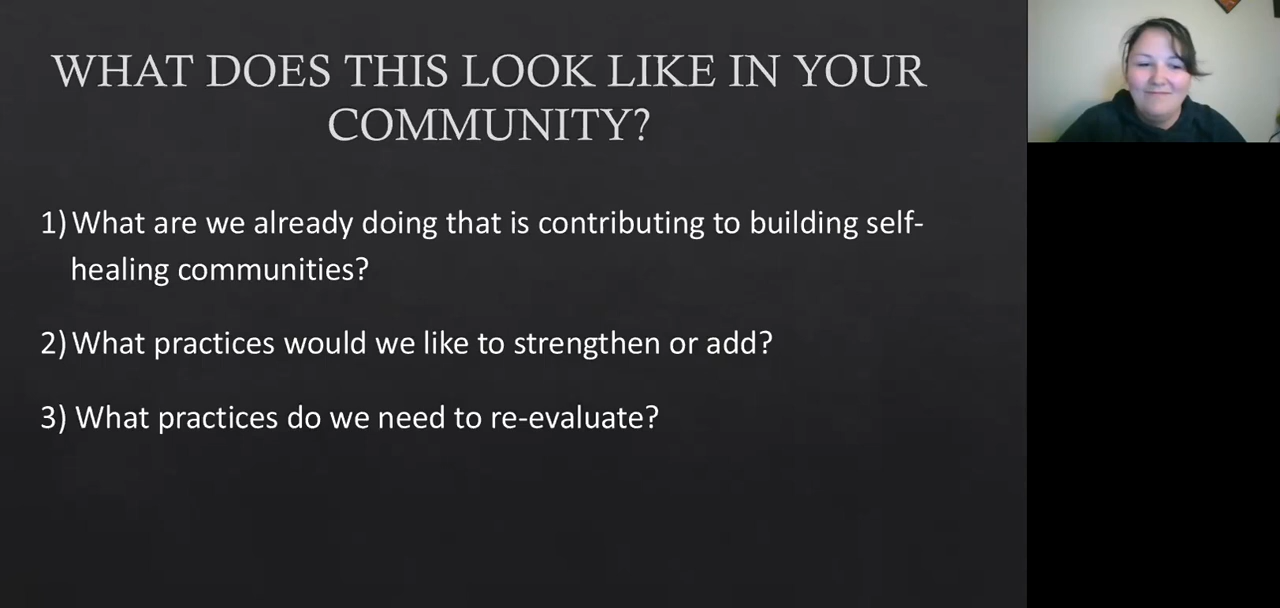 WHAT DOES THIS LOOK LIKE IN YOUR
COMMUNITY?
1) What are we already doing that is contributing to building self-
healing communities?
2) What practices would we like to strengthen or add?
3) What practices do we need to re-evaluate?